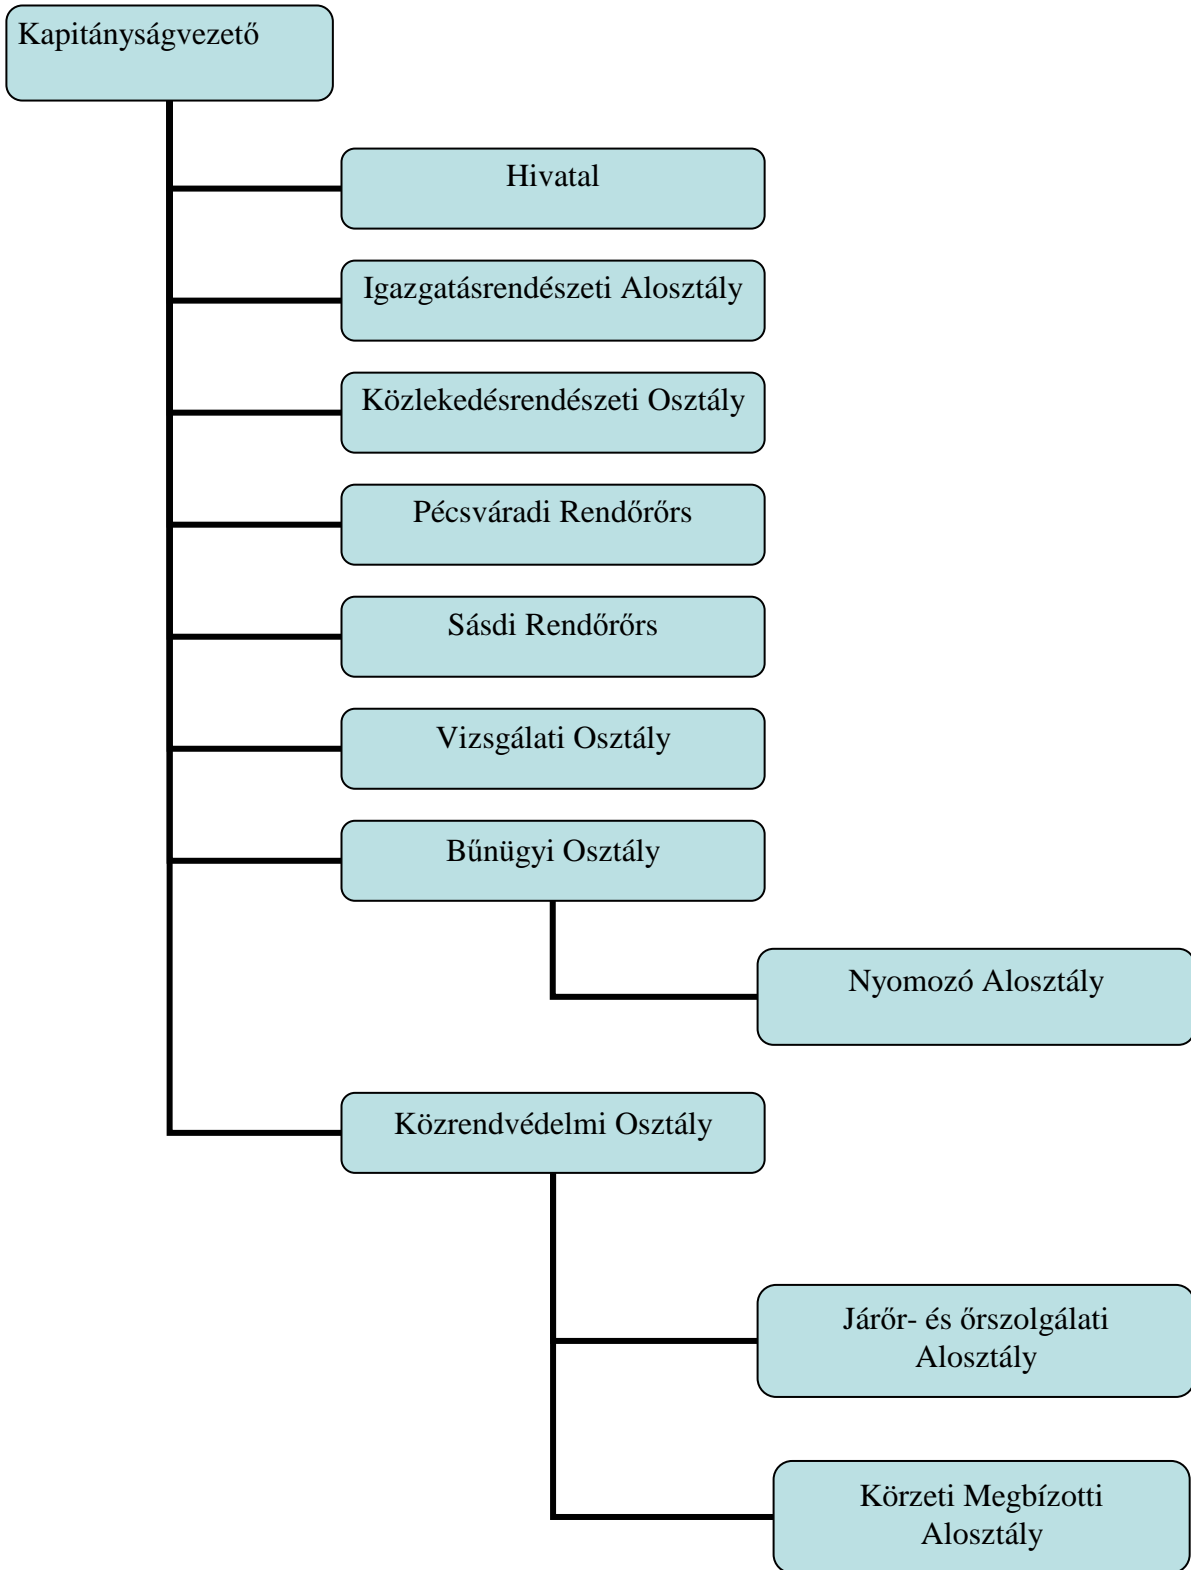 Kapitányságvezető
Hivatal
Igazgatásrendészeti Alosztály
Közlekedésrendészeti Osztály
Pécsváradi Rendőrőrs
Sásdi Rendőrőrs
Vizsgálati Osztály
Bűnügyi Osztály
Nyomozó Alosztály
Közrendvédelmi Osztály
Járőr- és őrszolgálati
Alosztály
Körzeti Megbízotti
Alosztály